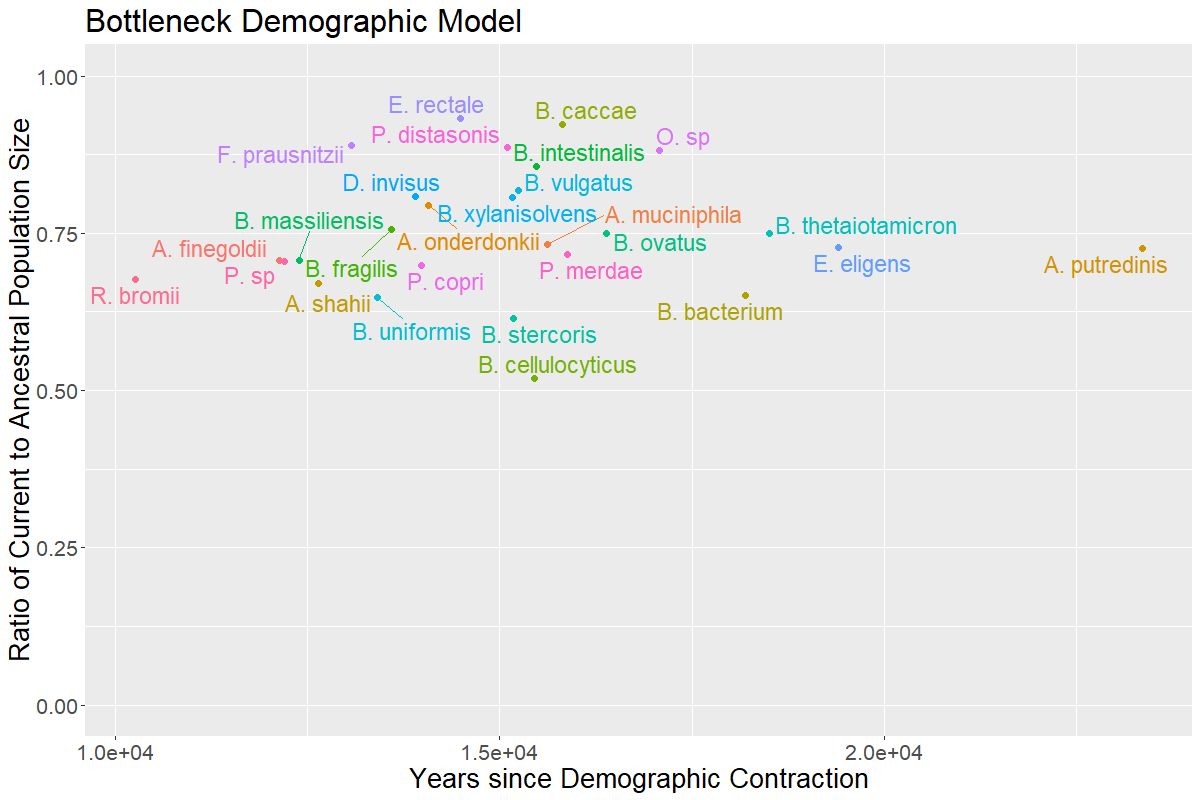 Bottleneck Demographic Model
Ratio of Current to Ancestral Population Size
1.00
0.75
0.50
0.25
0.00
E. rectale
B. caccae
P. distasonis
O. sp
F. prausnitzii
B. intestinalis
D. invisus
B. vulgatus
B. massiliensis
B. xylanisolvens
A. muciniphila
B. thetaiotamicron
A. finegoldii
A. onderdonkii
B. ovatus
P. sp
B. fragilis
P. merdae
E. eligens
A. putredinis
R. bromii
A. shahii
P. copri
B. bacterium
B. uniformis
B. stercoris
B. cellulocyticus
1.0e+04
1.5e+04
2.0e+04
Years since Demographic Contraction